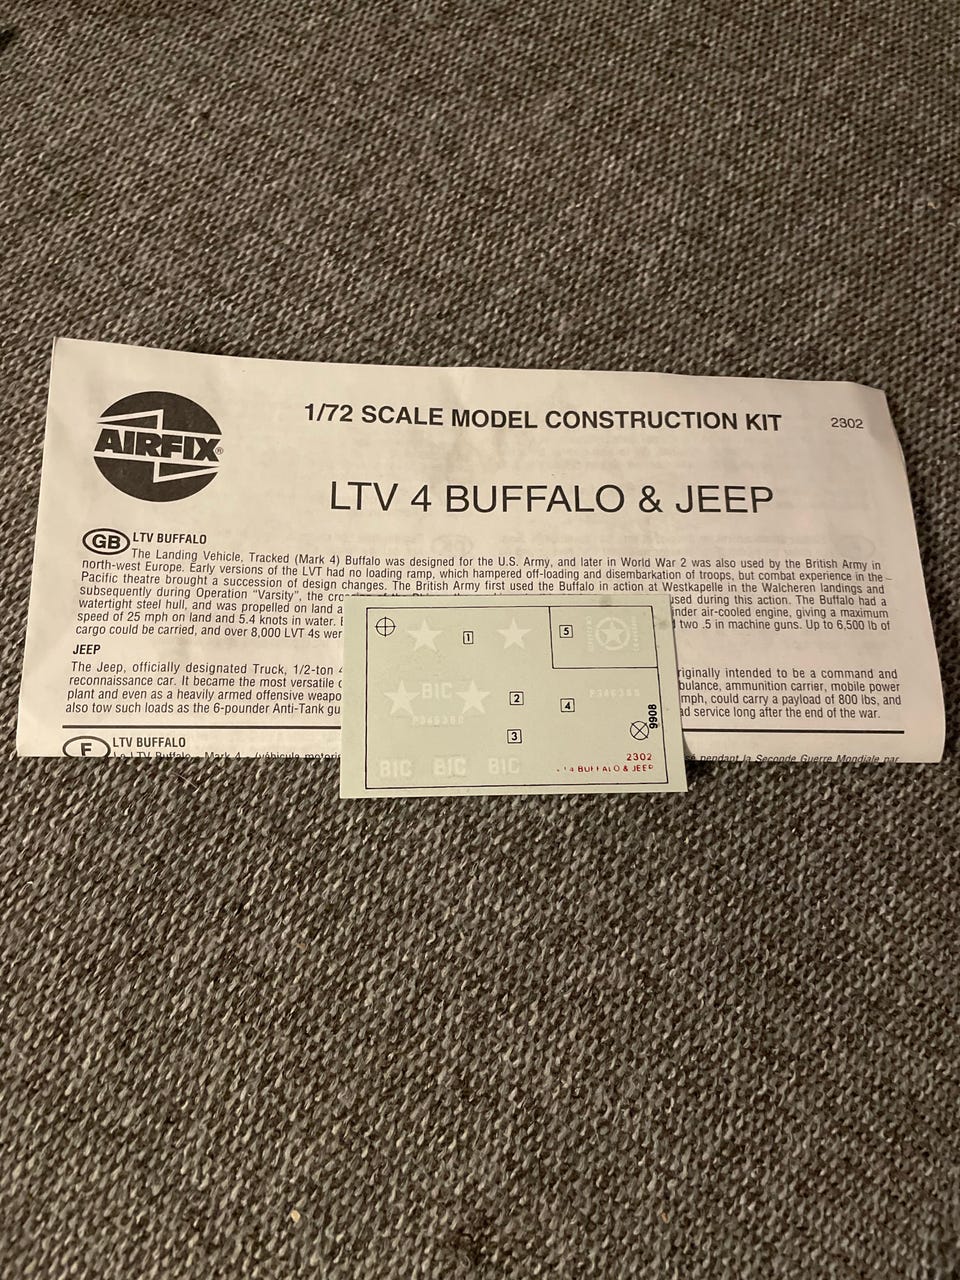 AIRFIX®
1/72 SCALE MODEL CONSTRUCTION KIT
2302
LTV 4 BUFFALO & JEEP
GB LTV BUFFALO
The Landing Vehicle, Tracked (Mark 4) Buffalo was designed for the U.S. Army, and later in World War 2 was also used by the British Army in
north-west Europe. Early versions of the LVT had no loading ramp, which hampered off-loading and disembarkation of troops, but combat experience in the
Pacific theatre brought a succession of design changes. The British Army first used the Buffalo in action at Westkapelle in the Walcheren landings and
subsequently during Operation "Varsity", the used during this action. The Buffalo had a
watertight steel hull, and was propelled on land a inder air-cooled engine, giving a maximum
speed of 25 mph on land and 5.4 knots in water. two .5 in machine guns. Up to 6,500 lb of
cargo could be carried, and over 8,000 LVT 4s wer
JEEP
The Jeep, officially designated Truck, 1/2-ton riginally intended to be a command and
reconnaissance car. It became the most versatile bulance, ammunition carrier, mobile power
plant and even as a heavily armed offensive weapo mph, could carry a payload of 800 lbs, and
also tow such loads as the 6-pounder Anti-Tank gu ad service long after the end of the war.
F LTV BUFFALO
pendant la Seconde Guerre Mondiale par
1
5
B1C
2
4
3
9908
B1C B1C B1C
2302
4 BUFFALO & JEEP